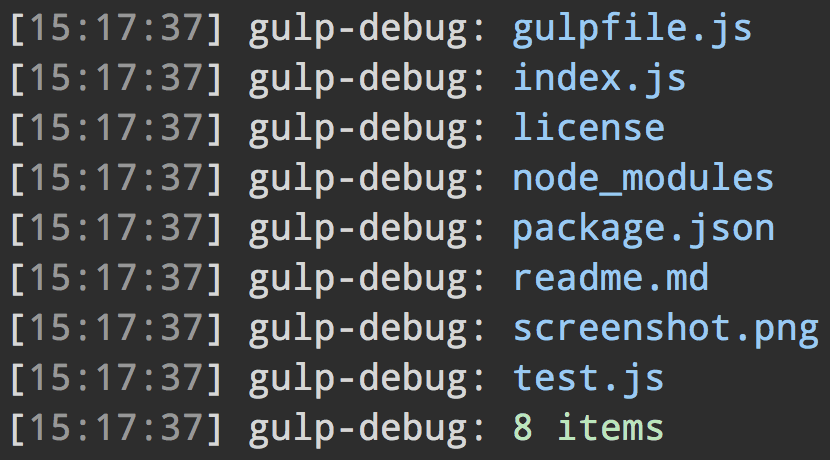 [15:17:37] gulp-debug: gulpfile.js
[15:17:37] gulp-debug: index.js
[15:17:37] gulp-debug: license
[15:17:37] gulp-debug: node_modules
[15:17:37] gulp-debug: package.json
[15:17:37] gulp-debug: readme.md
[15:17:37] gulp-debug: screenshot.png
[15:17:37] gulp-debug: test.js
[15:17:37] gulp-debug: 8 items